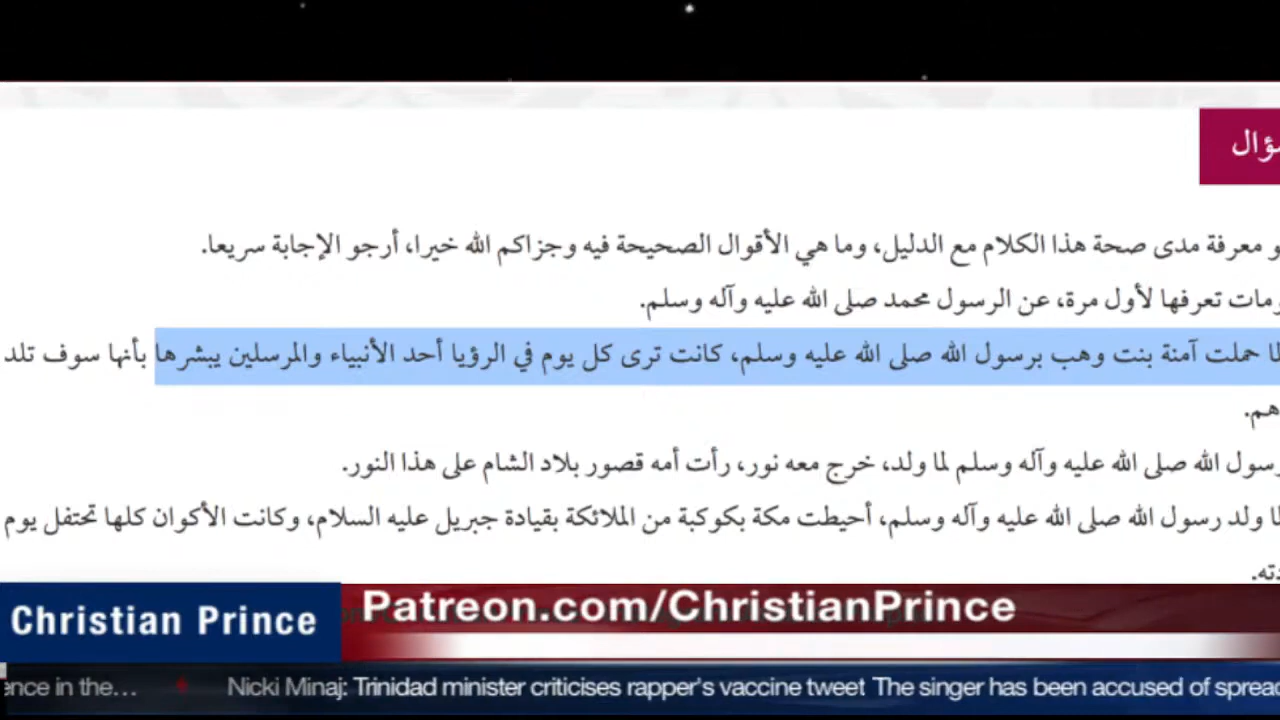 ؤال
و معرفة مدى صحة هذا الكلام مع الدليل، وما هي الأقوال الصحيحة فيه وجزاكم الله خيرا، أرجو الإجابة سريعا.
ومات تعرفها لأول مرة، عن الرسول محمد صلى الله عليه وآله وسلم.
ا حملت آمنة بنت وهب برسول الله صلى الله عليه وسلم، كانت ترى كل يوم في الرؤيا أحد الأنبياء والمرسلين يبشرها بأنها سوف تلد
هم.
رسول الله صلى الله عليه وآله وسلم لما ولد، خرج معه نور، رأت أمه قصور بلاد الشام على هذا النور.
ا ولد رسول الله صلى الله عليه وآله وسلم، أحيطت مكة بكوكبة من الملائكة بقيادة جبريل عليه السلام، وكانت الأكوان كلها تحتفل يوم
دته.
Christian Prince
Patreon.com/ChristianPrince
ence in the... Nicki Minaj: Trinidad minister criticises rapper's vaccine tweet The singer has been accused of spread